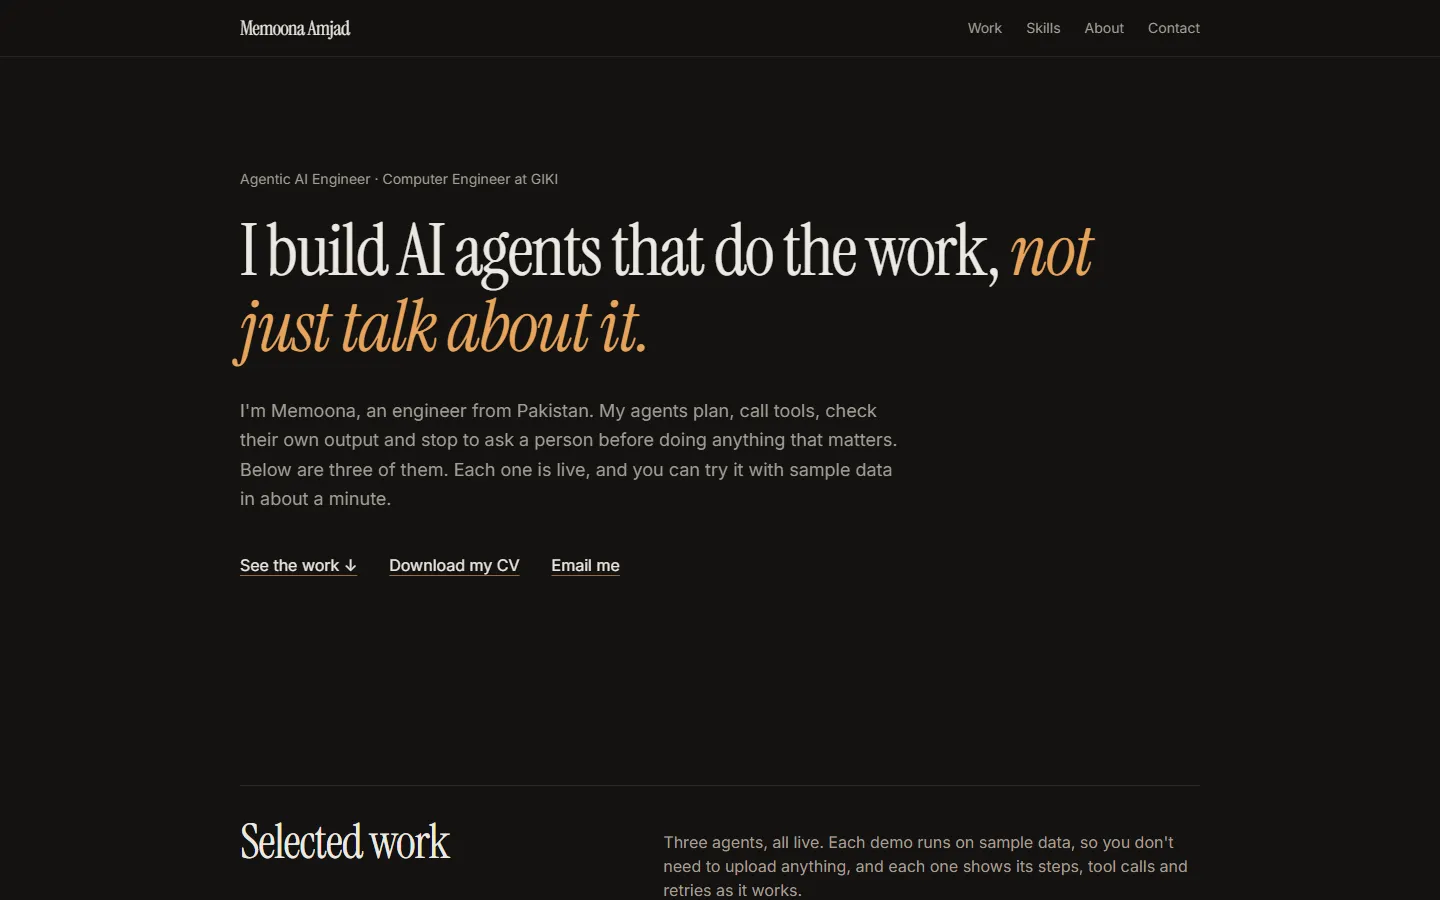 Memoona Amjad
Work Skills About Contact
Agentic AI Engineer · Computer Engineer at GIKI
I build AI agents that do the work, not
just talk about it.
I'm Memoona, an engineer from Pakistan. My agents plan, call tools, check
their own output and stop to ask a person before doing anything that matters.
Below are three of them. Each one is live, and you can try it with sample data
in about a minute.
See the work ↓ Download my CV Email me
Selected work
Three agents, all live. Each demo runs on sample data, so you don't
need to upload anything, and each one shows its steps, tool calls and
retries as it works.